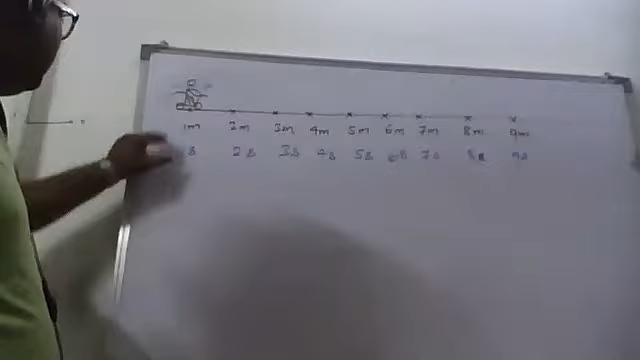 1m 2m 3m 4m 5m 6m 7m 8m 9m
s 2s 3s 4s 5s 6s 7s 8s 9s